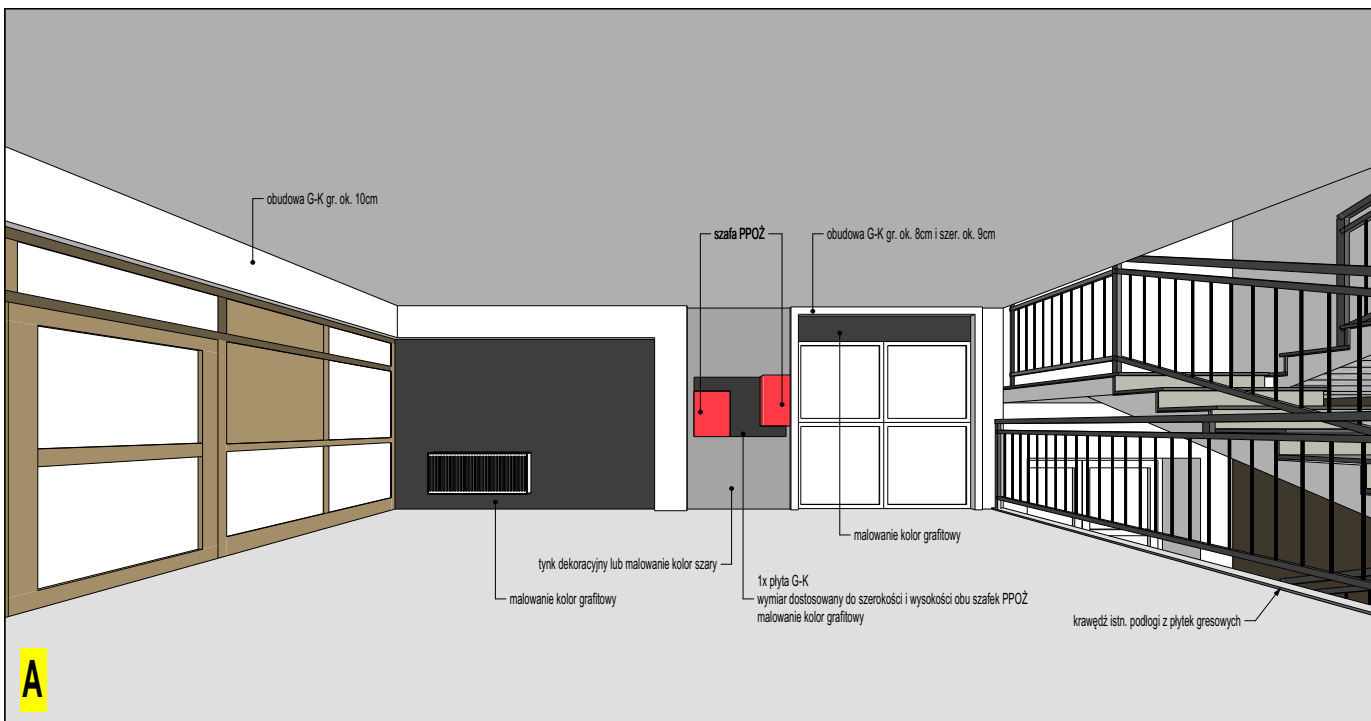 obudowa G-K gr. ok. 10cm
szafa PPOŻ
obudowa G-K gr. ok. 8cm i szer. ok. 9cm
malowanie kolor grafitowy
tynk dekoracyjny lub malowanie kolor szary
malowanie kolor grafitowy
1x płyta G-K
wymiar dostosowany do szerokości i wysokości obu szafek PPOŻ
malowanie kolor grafitowy
krawędź istn. podłogi z płytek gresowych
A